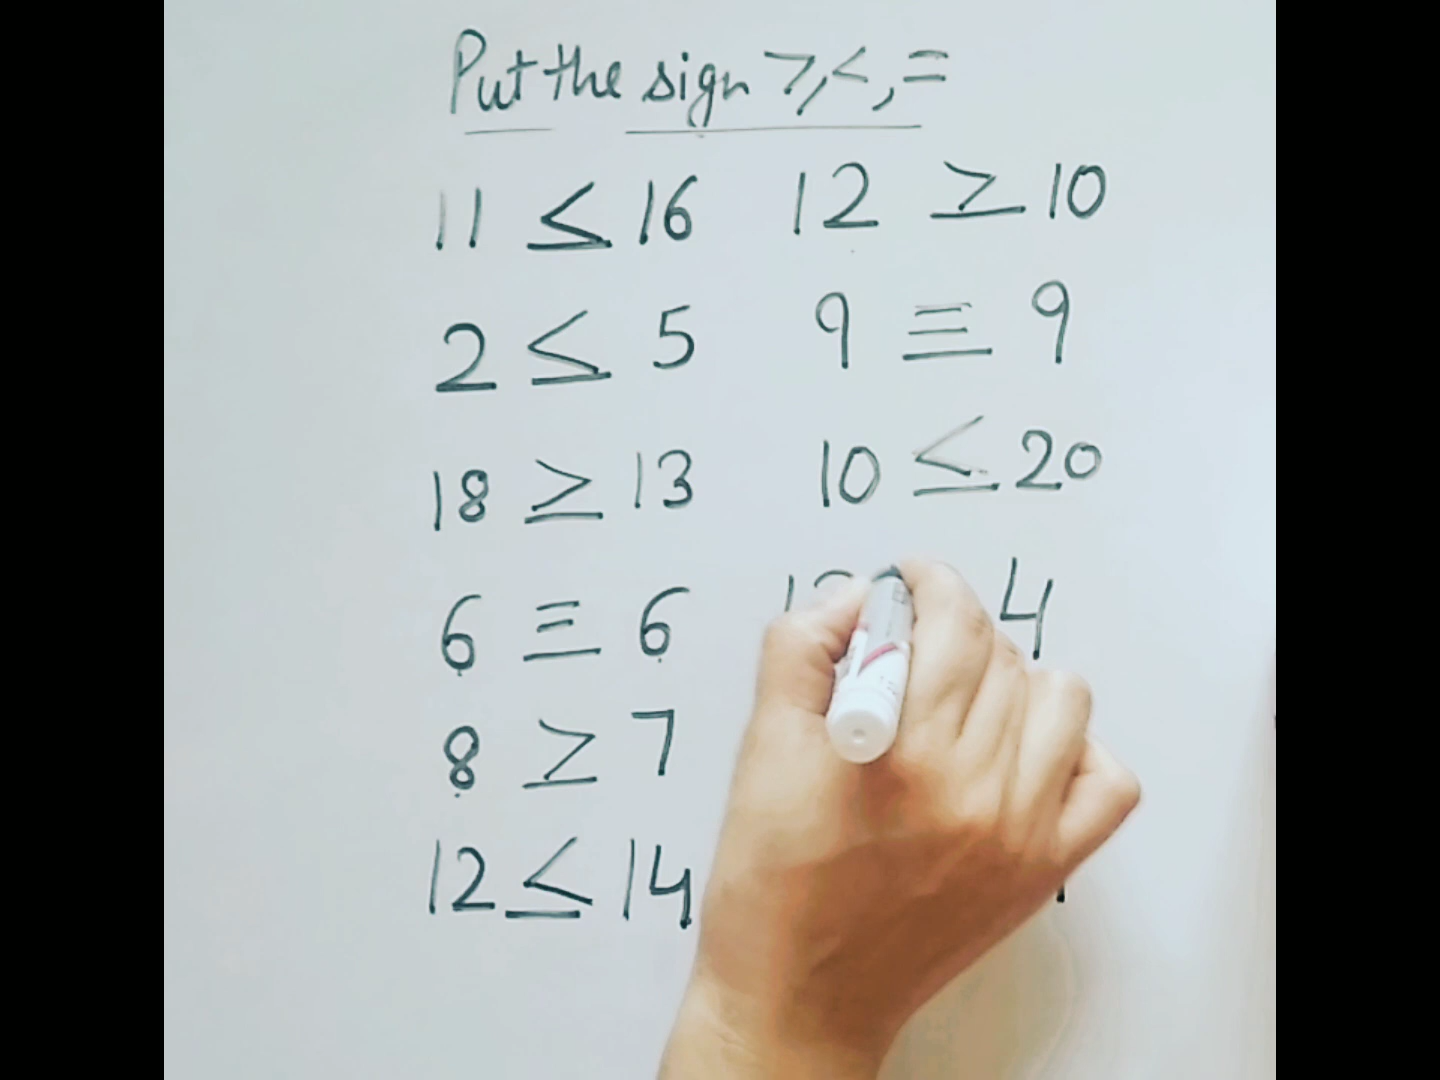 Put the sign >,<,=
11 < 16 12 > 10
2 < 5 9 = 9
18 > 13 10 < 20
6 = 6 4
8 > 7
12 < 14